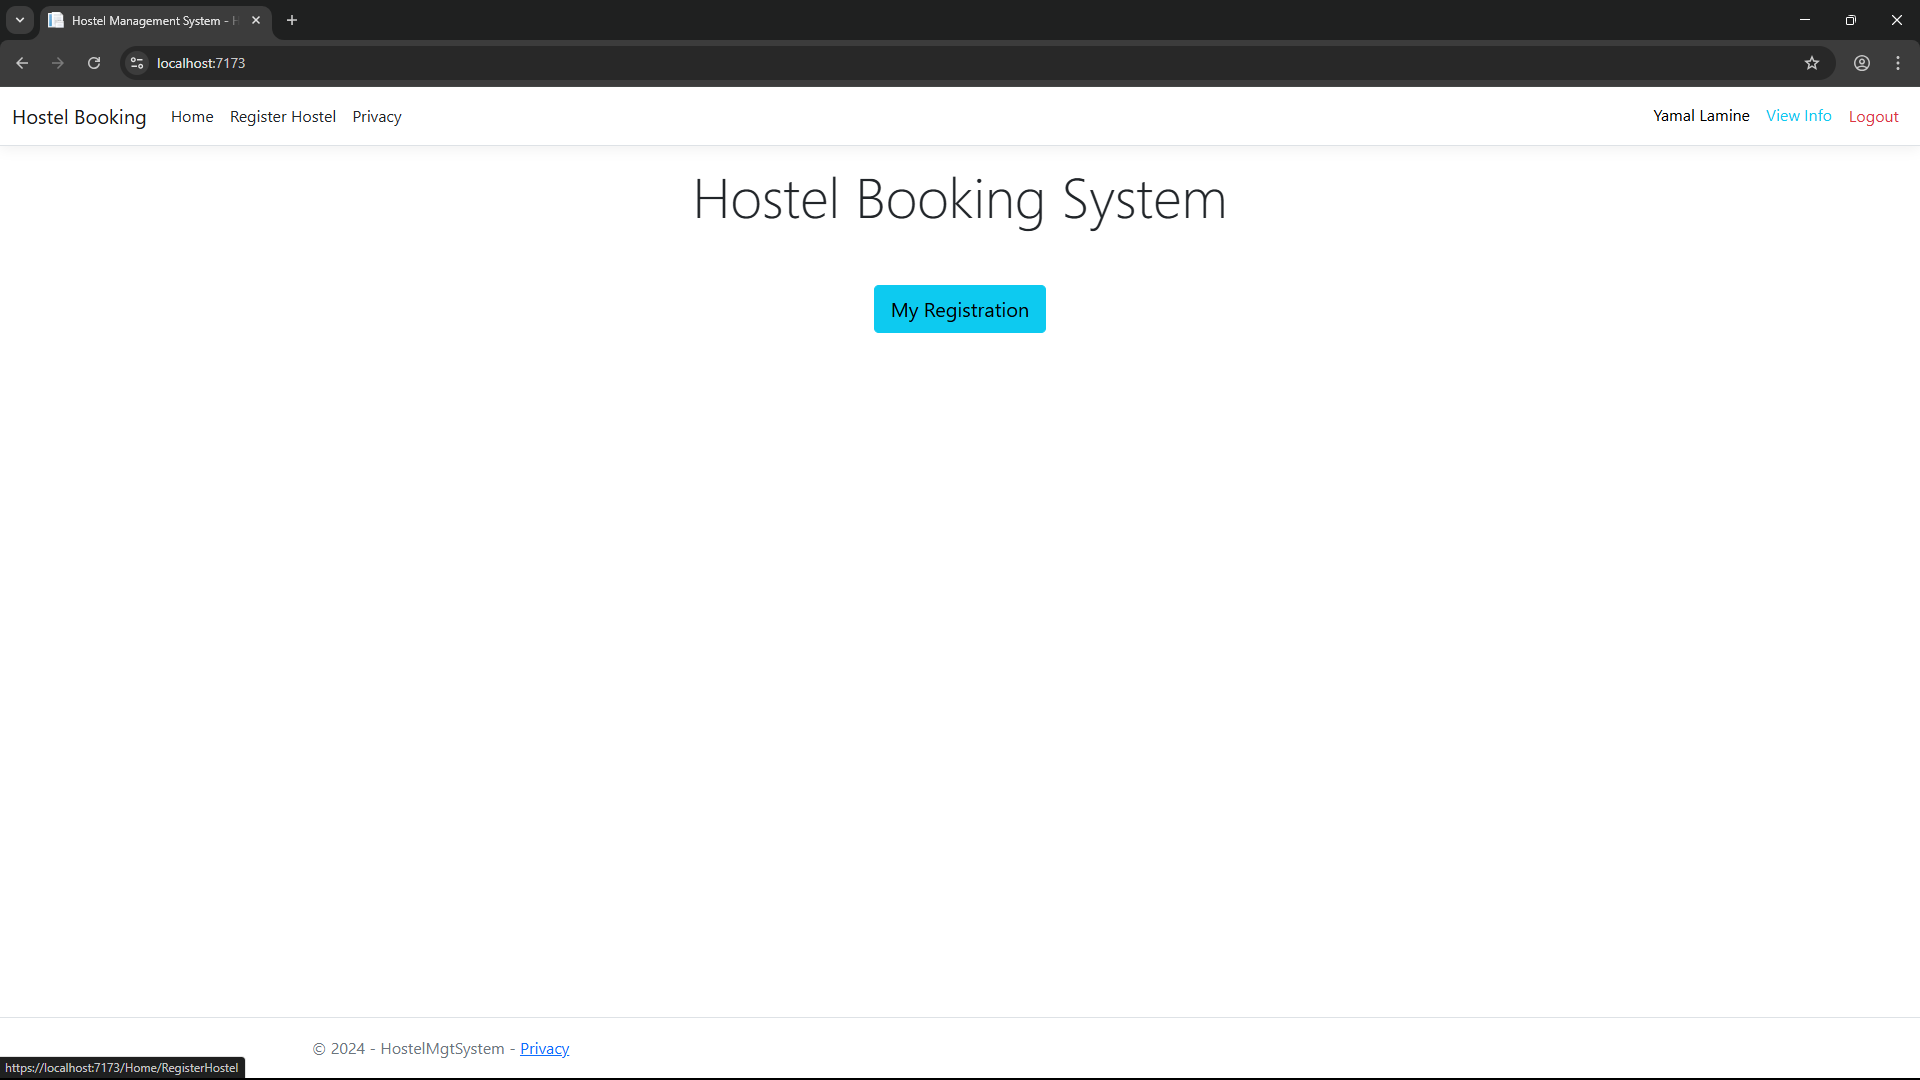 Hostel Management System - H
localhost:7173
Hostel Booking Home Register Hostel Privacy Yamal Lamine View Info Logout
Hostel Booking System
My Registration
© 2024 - HostelMgtSystem - Privacy
https://localhost:7173/Home/RegisterHostel